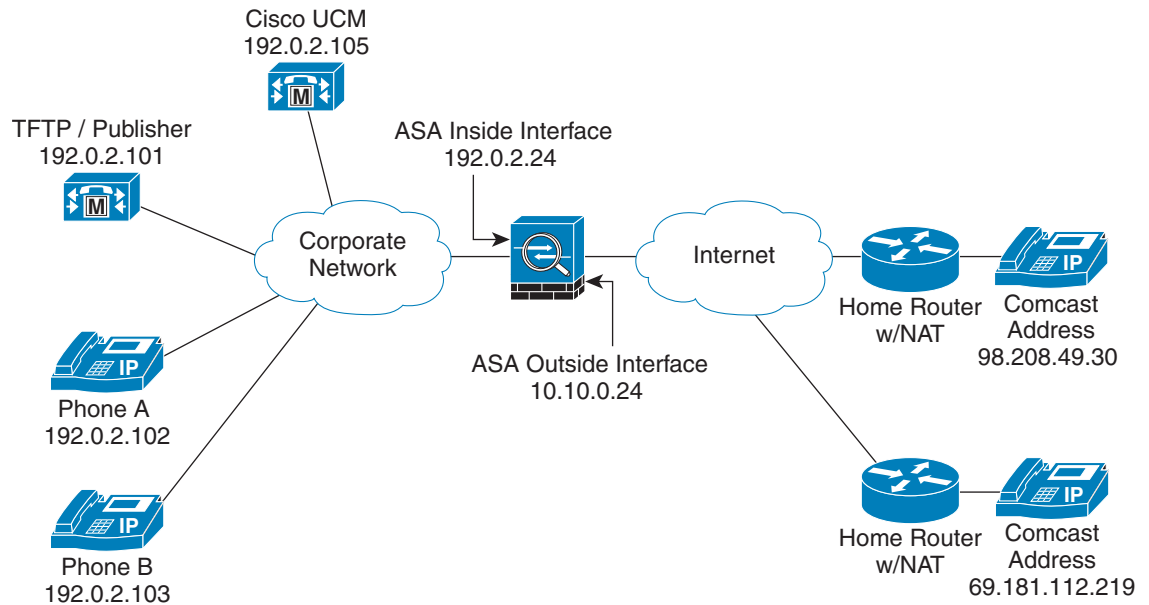 Cisco UCM
192.0.2.105
TFTP / Publisher
192.0.2.101
M
M
ASA Inside Interface
192.0.2.24
Corporate
Network
Internet
IP
Home Router
w/NAT
Comcast
Address
98.208.49.30
ASA Outside Interface
10.10.0.24
IP
Phone A
192.0.2.102
IP
Phone B
192.0.2.103
IP
Home Router
w/NAT
Comcast
Address
69.181.112.219